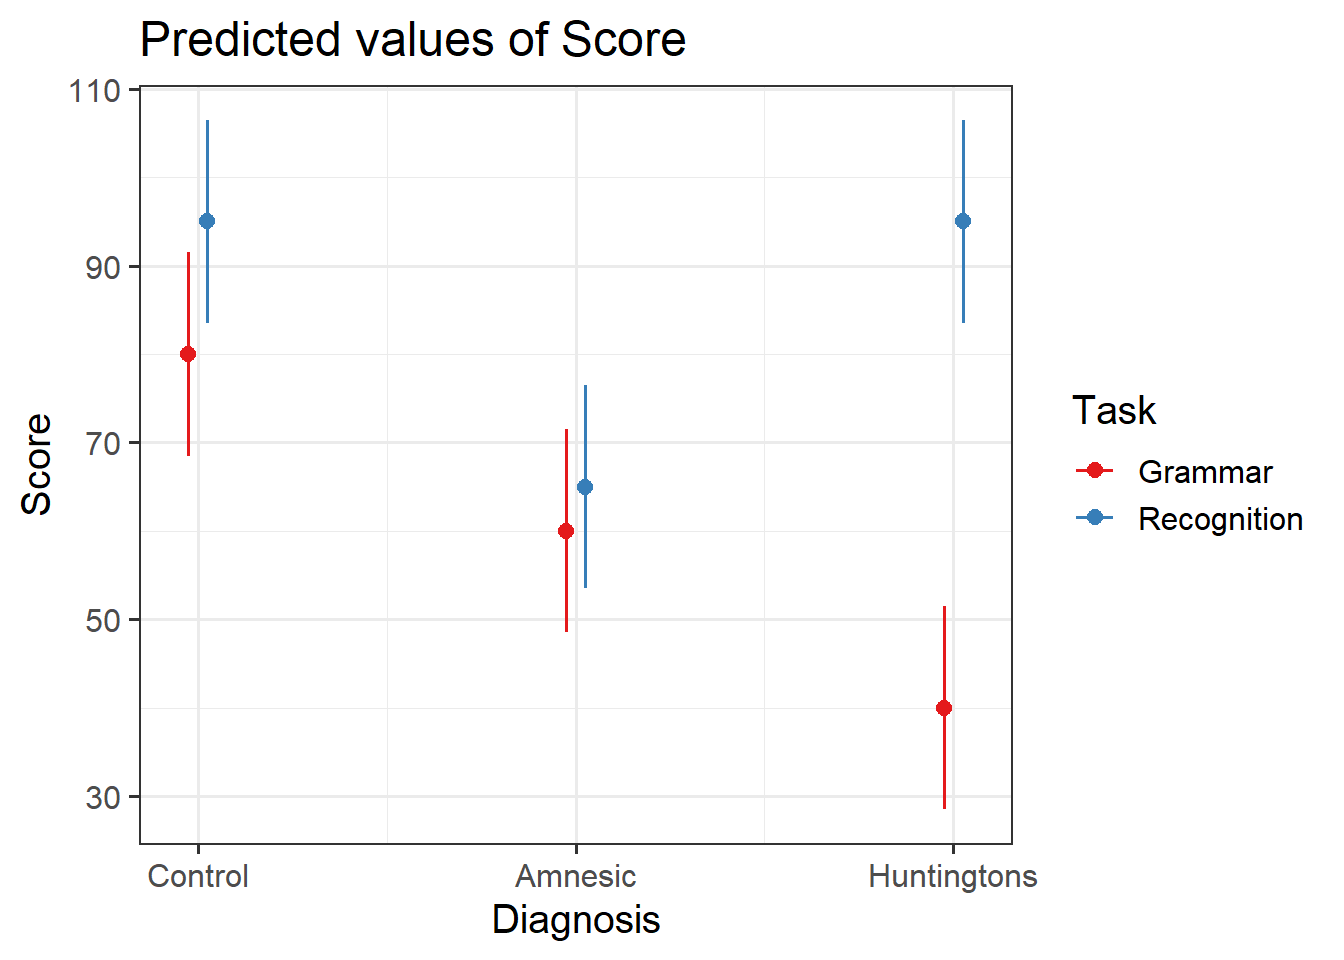 Predicted values of Score
110
90
70
50
30
Score
Control
Amnesic
Huntingtons
Diagnosis
Task
Grammar
Recognition